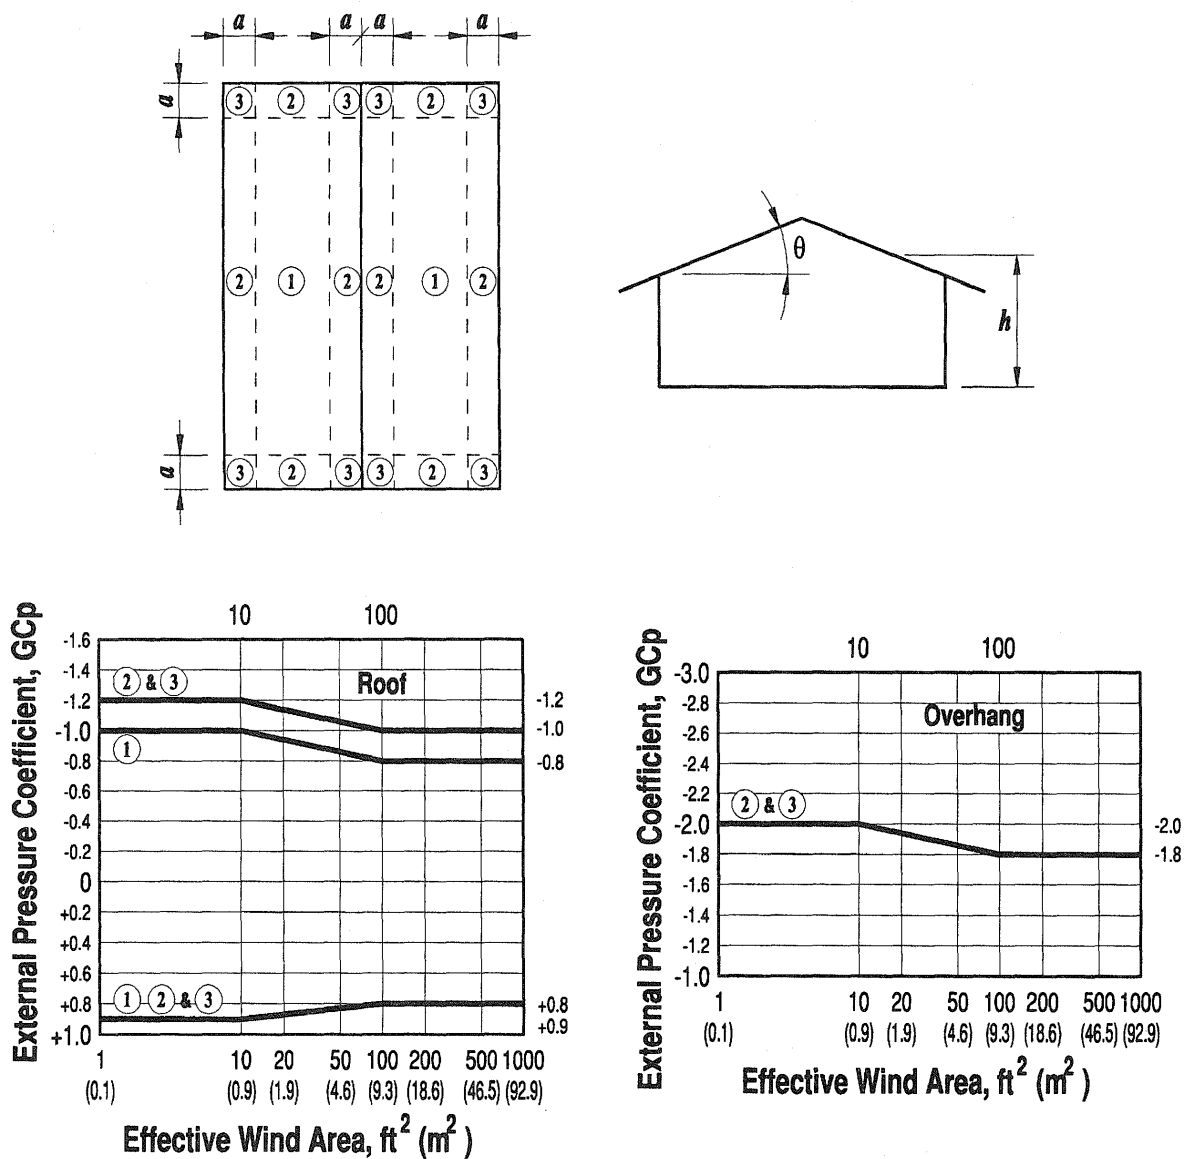 a a a a
a
③ ② ③ ③ ② ③
② ① ② ② ① ②
a
③ ② ③ ③ ② ③
θ
h
10 100
External Pressure Coefficient, GCp
-1.6
-1.4
-1.2
-1.0
-0.8
-0.6
-0.4
-0.2
0
+0.2
+0.4
+0.6
+0.8
+1.0
② & ③
Roof
①
① ② & ③
-1.2
-1.0
-0.8
+0.8
+0.9
1 10 20 50 100 200 500 1000
(0.1) (0.9) (1.9) (4.6) (9.3) (18.6) (46.5) (92.9)
Effective Wind Area, ft² (m²)
10 100
External Pressure Coefficient, GCp
-3.0
-2.8
-2.6
-2.4
-2.2
-2.0
-1.8
-1.6
-1.4
-1.2
-1.0
Overhang
② & ③
-2.0
-1.8
1 10 20 50 100 200 500 1000
(0.1) (0.9) (1.9) (4.6) (9.3) (18.6) (46.5) (92.9)
Effective Wind Area, ft² (m²)